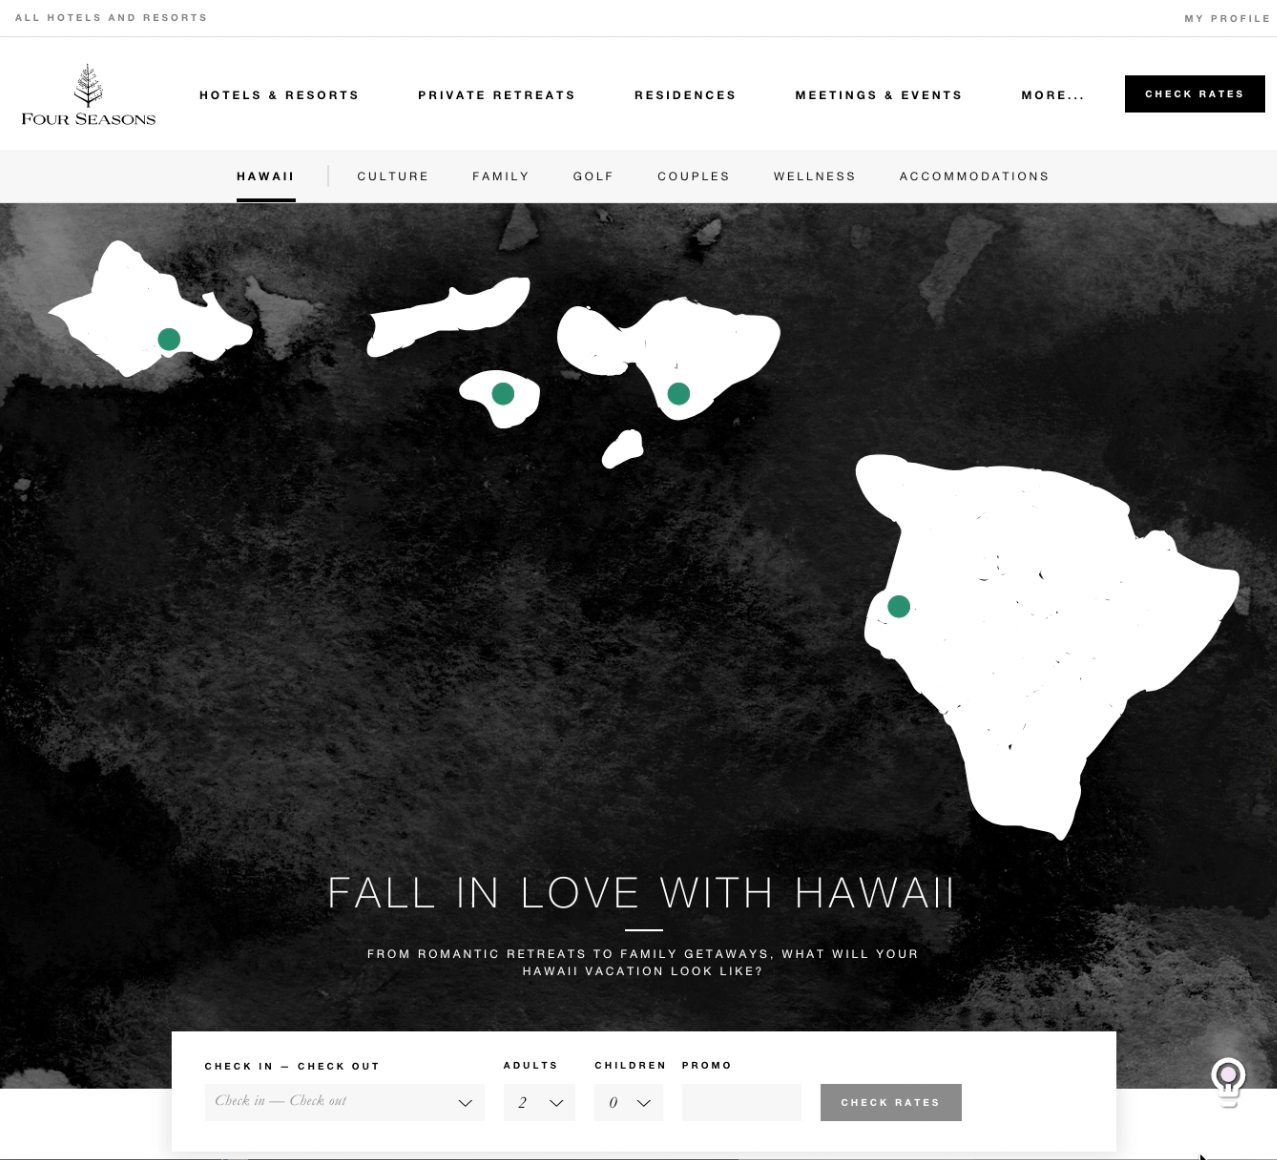 ALL HOTELS AND RESORTS
MY PROFILE
FOUR SEASONS
HOTELS & RESORTS
PRIVATE RETREATS
RESIDENCES
MEETINGS & EVENTS
MORE...
CHECK RATES
HAWAII
CULTURE
FAMILY
GOLF
COUPLES
WELLNESS
ACCOMMODATIONS
FALL IN LOVE WITH HAWAII
FROM ROMANTIC RETREATS TO FAMILY GETAWAYS, WHAT WILL YOUR
HAWAII VACATION LOOK LIKE?
CHECK IN — CHECK OUT
ADULTS
CHILDREN
PROMO
Check in — Check out
2
0
CHECK RATES